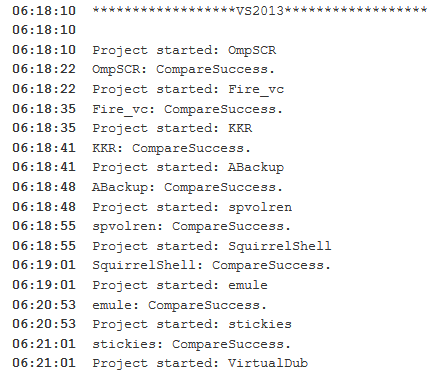 06:18:10 ******************VS2013******************
06:18:10
06:18:10 Project started: OmpSCR
06:18:22 OmpSCR: CompareSuccess.
06:18:22 Project started: Fire_vc
06:18:35 Fire_vc: CompareSuccess.
06:18:35 Project started: KKR
06:18:41 KKR: CompareSuccess.
06:18:41 Project started: ABackup
06:18:48 ABackup: CompareSuccess.
06:18:48 Project started: spvolren
06:18:55 spvolren: CompareSuccess.
06:18:55 Project started: SquirrelShell
06:19:01 SquirrelShell: CompareSuccess.
06:19:01 Project started: emule
06:20:53 emule: CompareSuccess.
06:20:53 Project started: stickies
06:21:01 stickies: CompareSuccess.
06:21:01 Project started: VirtualDub